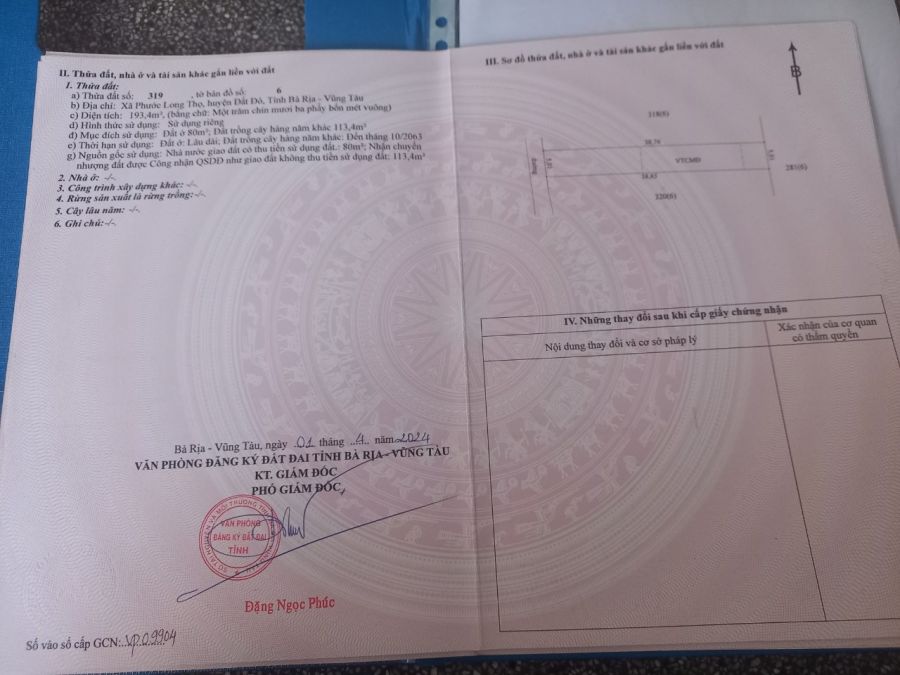 II. Thửa đất, nhà ở và tài sản khác gắn liền với đất
1. Thửa đất:
a) Thửa đất số: 319 , tờ bản đồ số: 6
b) Địa chỉ: Xã Phước Long Thọ, huyện Đất Đỏ, Tỉnh Bà Rịa - Vũng Tàu
c) Diện tích: 193,4m², (bằng chữ: Một trăm chín mươi ba phẩy bốn mét vuông)
d) Hình thức sử dụng: Sử dụng riêng
đ) Mục đích sử dụng: Đất ở 80m²; Đất trồng cây hàng năm khác 113,4m²
e) Thời hạn sử dụng: Đất ở: Lâu dài; Đất trồng cây hàng năm khác: Đến tháng 10/2063
g) Nguồn gốc sử dụng: Nhà nước giao đất có thu tiền sử dụng đất.: 80m²; Nhận chuyển
nhượng đất được Công nhận QSDĐ như giao đất không thu tiền sử dụng đất: 113,4m²
2. Nhà ở: -/-
3. Công trình xây dựng khác: -/-
4. Rừng sản xuất là rừng trồng: -/-
5. Cây lâu năm: -/-
6. Ghi chú: -/-
Bà Rịa - Vũng Tàu, ngày 01 tháng 4 năm 2024
VĂN PHÒNG ĐĂNG KÝ ĐẤT ĐAI TỈNH BÀ RỊA - VŨNG TÀU
KT. GIÁM ĐỐC
PHÓ GIÁM ĐỐC
VĂN PHÒNG
ĐĂNG KÝ ĐẤT ĐAI
TỈNH
Đặng Ngọc Phúc
Số vào sổ cấp GCN: VP.09904
III. Sơ đồ thửa đất, nhà ở và tài sản khác gắn liền với đất
B
318(6)
38,76
Đường
VTCMĐ
281(6)
320(6)
IV. Những thay đổi sau khi cấp giấy chứng nhận
Nội dung thay đổi và cơ sở pháp lý
Xác nhận của cơ quan
có thẩm quyền